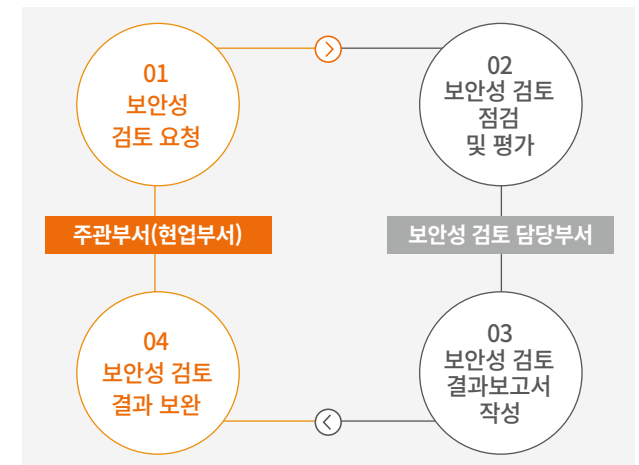 01
보안성
검토 요청
02
보안성 검토
점검
및 평가
주관부서(현업부서)
보안성 검토 담당부서
04
보안성 검토
결과 보완
03
보안성 검토
결과보고서
작성